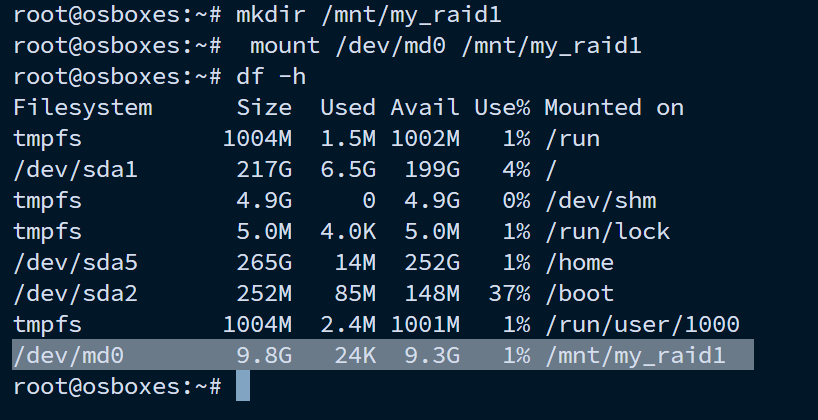 root@osboxes:~# mkdir /mnt/my_raid1
root@osboxes:~#  mount /dev/md0 /mnt/my_raid1
root@osboxes:~# df -h
Filesystem      Size  Used Avail Use% Mounted on
tmpfs          1004M  1.5M 1002M   1% /run
/dev/sda1       217G  6.5G  199G   4% /
tmpfs           4.9G     0  4.9G   0% /dev/shm
tmpfs           5.0M  4.0K  5.0M   1% /run/lock
/dev/sda5       265G   14M  252G   1% /home
/dev/sda2       252M   85M  148M  37% /boot
tmpfs          1004M  2.4M 1001M   1% /run/user/1000
/dev/md0        9.8G   24K  9.3G   1% /mnt/my_raid1
root@osboxes:~#